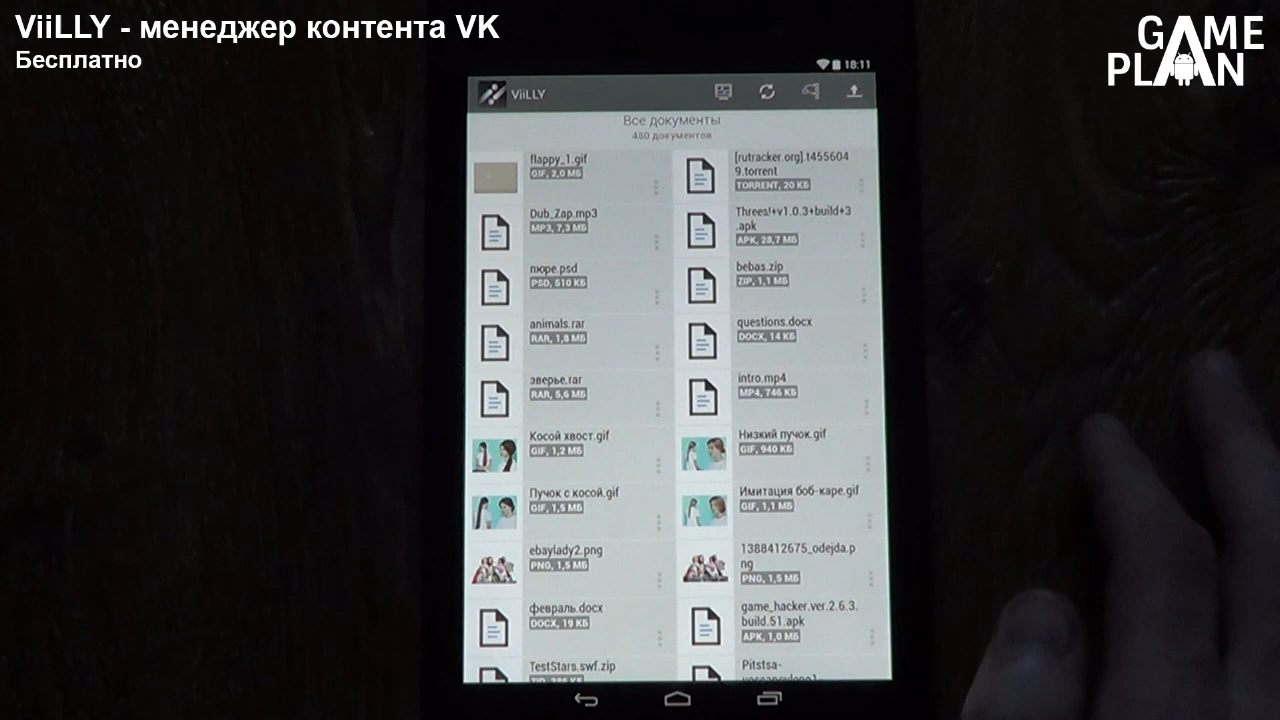 ViiLLY - менеджер контента VK
Бесплатно
GAME
PLAN
18:11
ViiLLY
Все документы
480 документов
flappy_1.gif
GIF, 2,0 МБ
[rutracker.org].t455604
9.torrent
TORRENT, 20 КБ
Dub_Zap.mp3
MP3, 7,3 МБ
Threes!+v1.0.3+build+3
.apk
APK, 28,7 МБ
пюре.psd
PSD, 510 КБ
bebas.zip
ZIP, 1,1 МБ
animals.rar
RAR, 1,8 МБ
questions.docx
DOCX, 14 КБ
зверье.rar
RAR, 5,6 МБ
intro.mp4
MP4, 746 КБ
Косой хвост.gif
GIF, 1,2 МБ
Низкий пучок.gif
GIF, 940 КБ
Пучок с косой.gif
GIF, 1,5 МБ
Имитация боб-каре.gif
GIF, 1,1 МБ
ebaylady2.png
PNG, 1,5 МБ
1388412675_odejda.p
ng
PNG, 1,5 МБ
февраль.docx
DOCX, 19 КБ
game_hacker.ver.2.6.3.
build.51.apk
APK, 1,0 МБ
TestStars.swf.zip
Pitstsa-